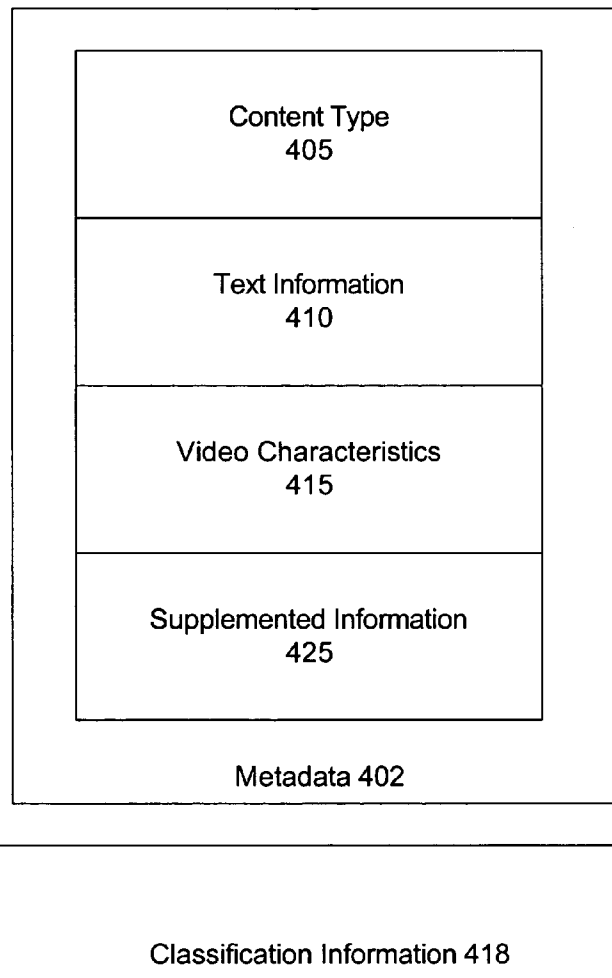 Content Type
405
Text Information
410
Video Characteristics
415
Supplemented Information
425
Metadata 402
Classification Information 418